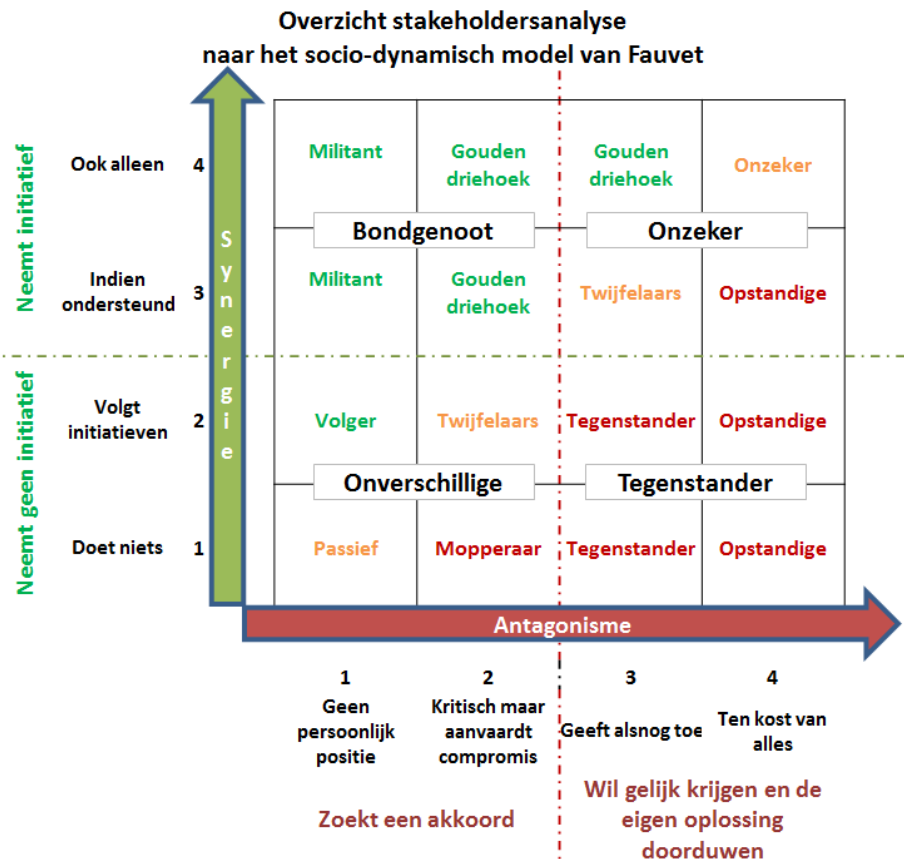 Overzicht stakeholdersanalyse
naar het socio-dynamisch model van Fauvet
Neemt initiatief
Ook alleen
4
Militant
Gouden
driehoek
Gouden
driehoek
Onzeker
Bondgenoot
Onzeker
Indien
ondersteund
3
Militant
Gouden
driehoek
Twijfelaars
Opstandige
Synergie
Neemt geen initiatief
Volgt
initiatieven
2
Volger
Twijfelaars
Tegenstander
Opstandige
Onverschillige
Tegenstander
Doet niets
1
Passief
Mopperaar
Tegenstander
Opstandige
Antagonisme
1
Geen
persoonlijk
positie
2
Kritisch maar
aanvaardt
compromis
3
Geeft alsnog toe
4
Ten kost van
alles
Zoekt een akkoord
Wil gelijk krijgen en de
eigen oplossing
doorduwen